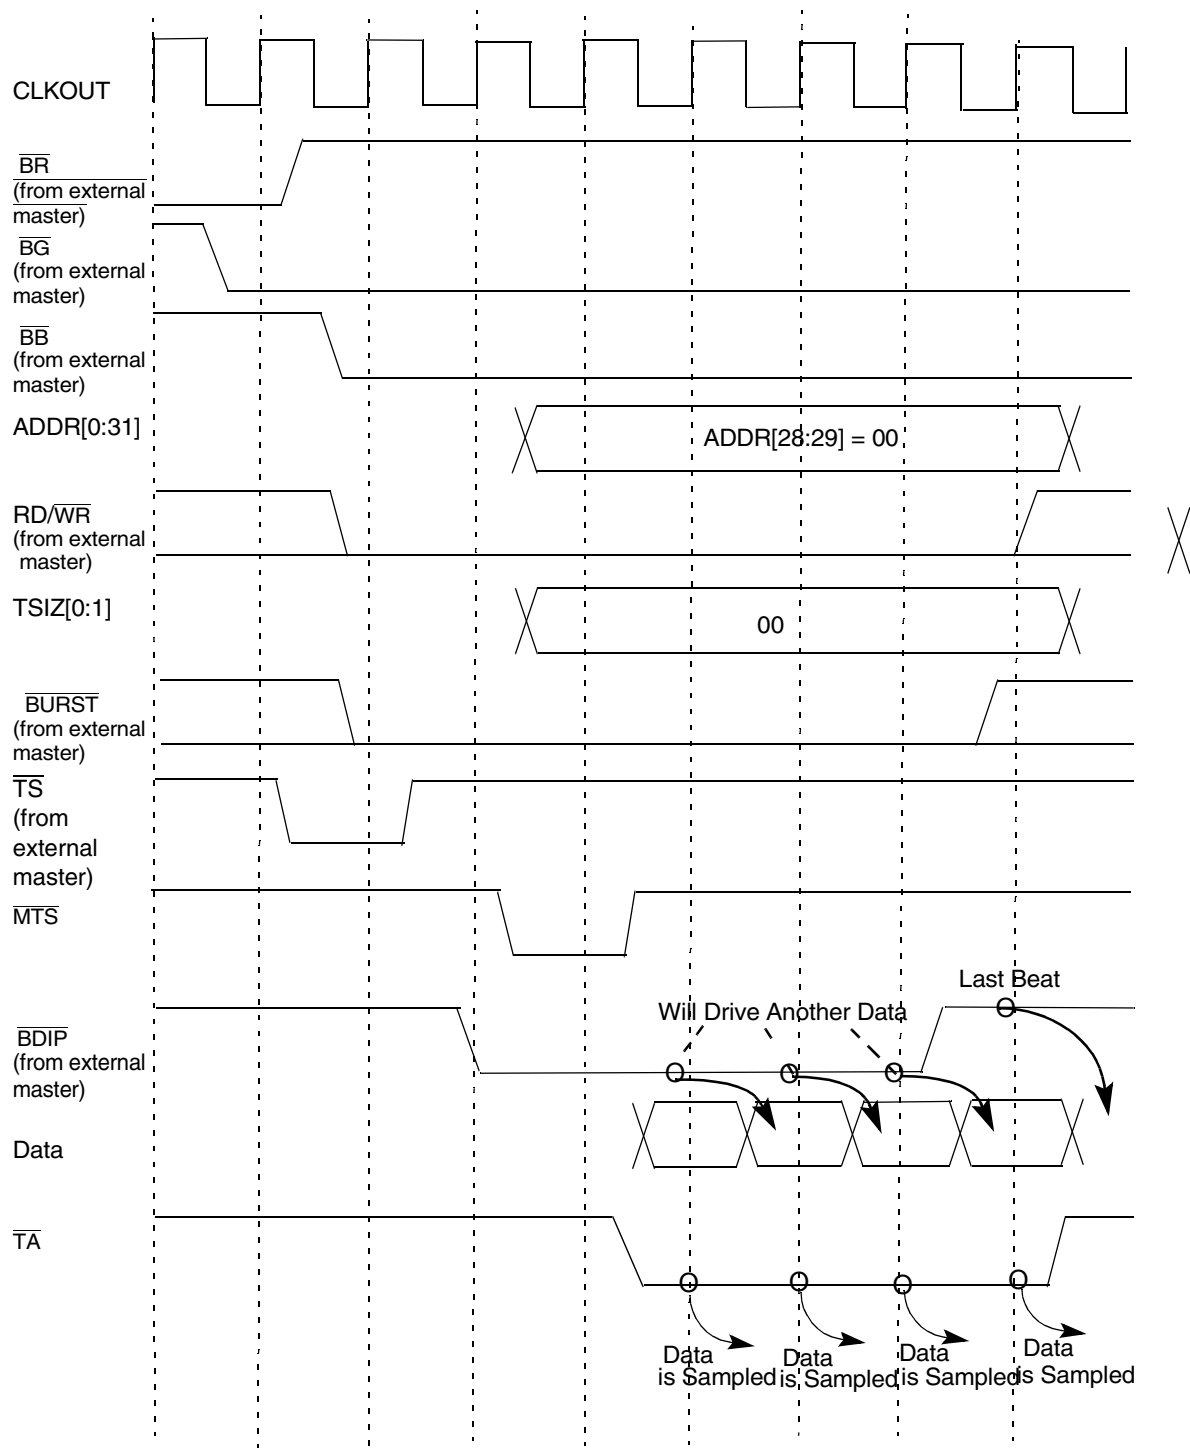 CLKOUT
BR
(from external
master)
BG
(from external
master)
BB
(from external
master)
ADDR[0:31]
ADDR[28:29] = 00
RD/WR
(from external
master)
TSIZ[0:1]
00
BURST
(from external
master)
TS
(from
external
master)
MTS
Last Beat
Will Drive Another Data
BDIP
(from external
master)
Data
TA
Data
is Sampled
Data
is Sampled
Data
is Sampled
Data
is Sampled